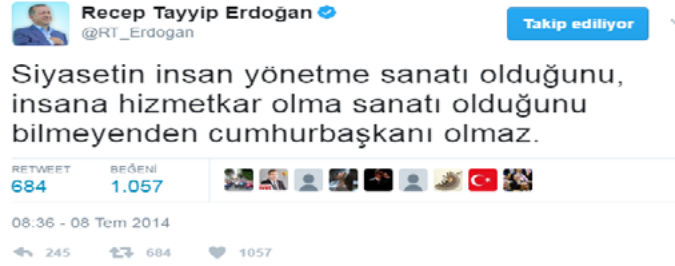 Recep Tayyip Erdoğan
@RT_Erdogan
Takip ediliyor
Siyasetin insan yönetme sanatı olduğunu,
insana hizmetkar olma sanatı olduğunu
bilmeyenden cumhurbaşkanı olmaz.
RETWEET BEĞENİ
684 1.057
08:36 - 08 Tem 2014
245 684 1057